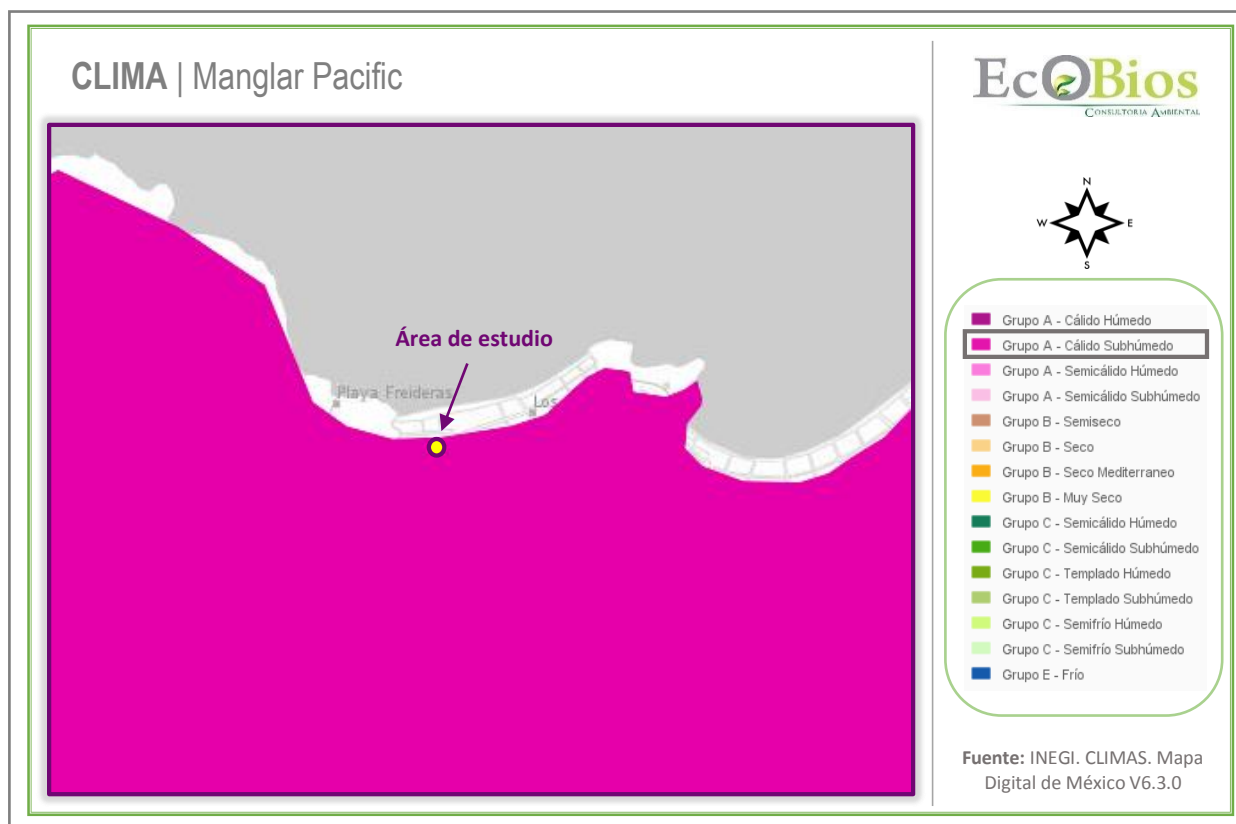 CLIMA | Manglar Pacific
EcOBios
CONSULTORIA AMBIENTAL
N
W
E
S
Área de estudio
Playa Freideras
Los
Grupo A - Cálido Húmedo
Grupo A - Cálido Subhúmedo
Grupo A - Semicálido Húmedo
Grupo A - Semicálido Subhúmedo
Grupo B - Semiseco
Grupo B - Seco
Grupo B - Seco Mediterraneo
Grupo B - Muy Seco
Grupo C - Semicálido Húmedo
Grupo C - Semicálido Subhúmedo
Grupo C - Templado Húmedo
Grupo C - Templado Subhúmedo
Grupo C - Semifrío Húmedo
Grupo C - Semifrío Subhúmedo
Grupo E - Frío
Fuente: INEGI. CLIMAS. Mapa
Digital de México V6.3.0